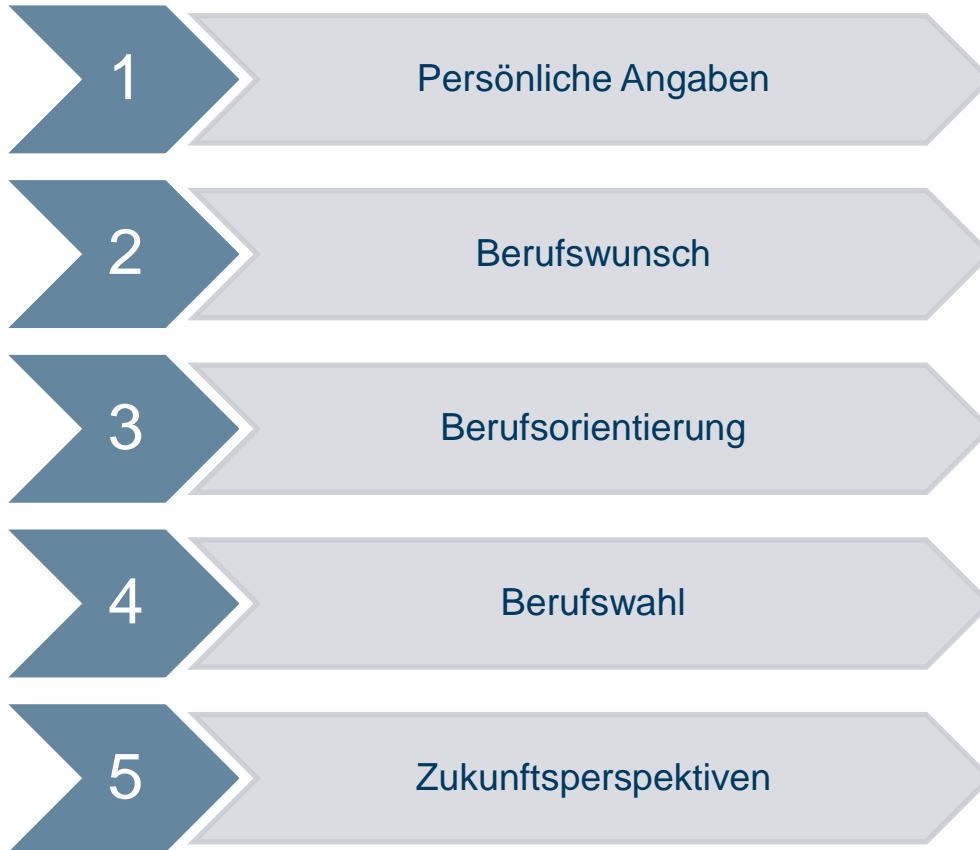 1
Persönliche Angaben
2
Berufswunsch
3
Berufsorientierung
4
Berufswahl
5
Zukunftsperspektiven